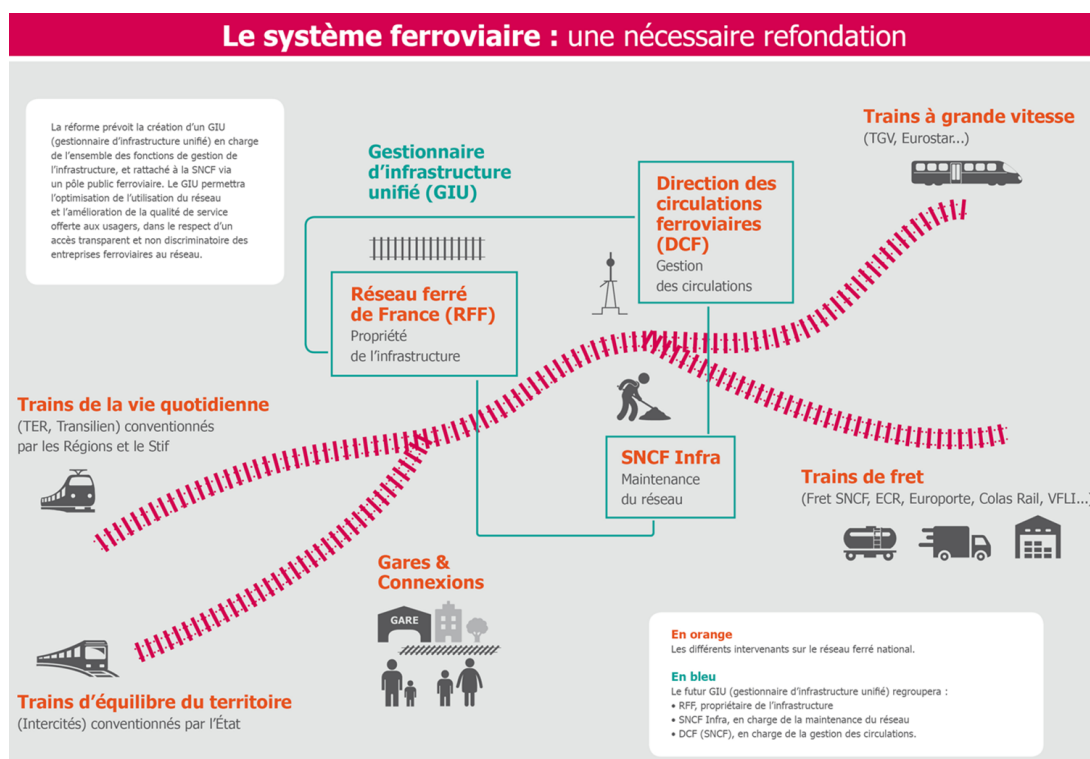 Le système ferroviaire : une nécessaire refondation
La réforme prévoit la création d'un GIU
(gestionnaire d'infrastructure unifié) en charge
de l'ensemble des fonctions de gestion de
l'infrastructure, et rattaché à la SNCF via
un pôle public ferroviaire. Le GIU permettra
l'optimisation de l'utilisation du réseau
et l'amélioration de la qualité de service
offerte aux usagers, dans le respect d'un
accès transparent et non discriminatoire des
entreprises ferroviaires au réseau.
Gestionnaire
d'infrastructure
unifié (GIU)
Direction des
circulations
ferroviaires
(DCF)
Gestion
des circulations
Trains à grande vitesse
(TGV, Eurostar...)
Réseau ferré
de France (RFF)
Propriété
de l'infrastructure
Trains de la vie quotidienne
(TER, Transilien) conventionnés
par les Régions et le Stif
SNCF Infra
Maintenance
du réseau
Trains de fret
(Fret SNCF, ECR, Europorte, Colas Rail, VFLI...)
Gares &
Connexions
GARE
Trains d'équilibre du territoire
(Intercités) conventionnés par l'État
En orange
Les différents intervenants sur le réseau ferré national.
En bleu
Le futur GIU (gestionnaire d'infrastructure unifié) regroupera :
• RFF, propriétaire de l'infrastructure
• SNCF Infra, en charge de la maintenance du réseau
• DCF (SNCF), en charge de la gestion des circulations.